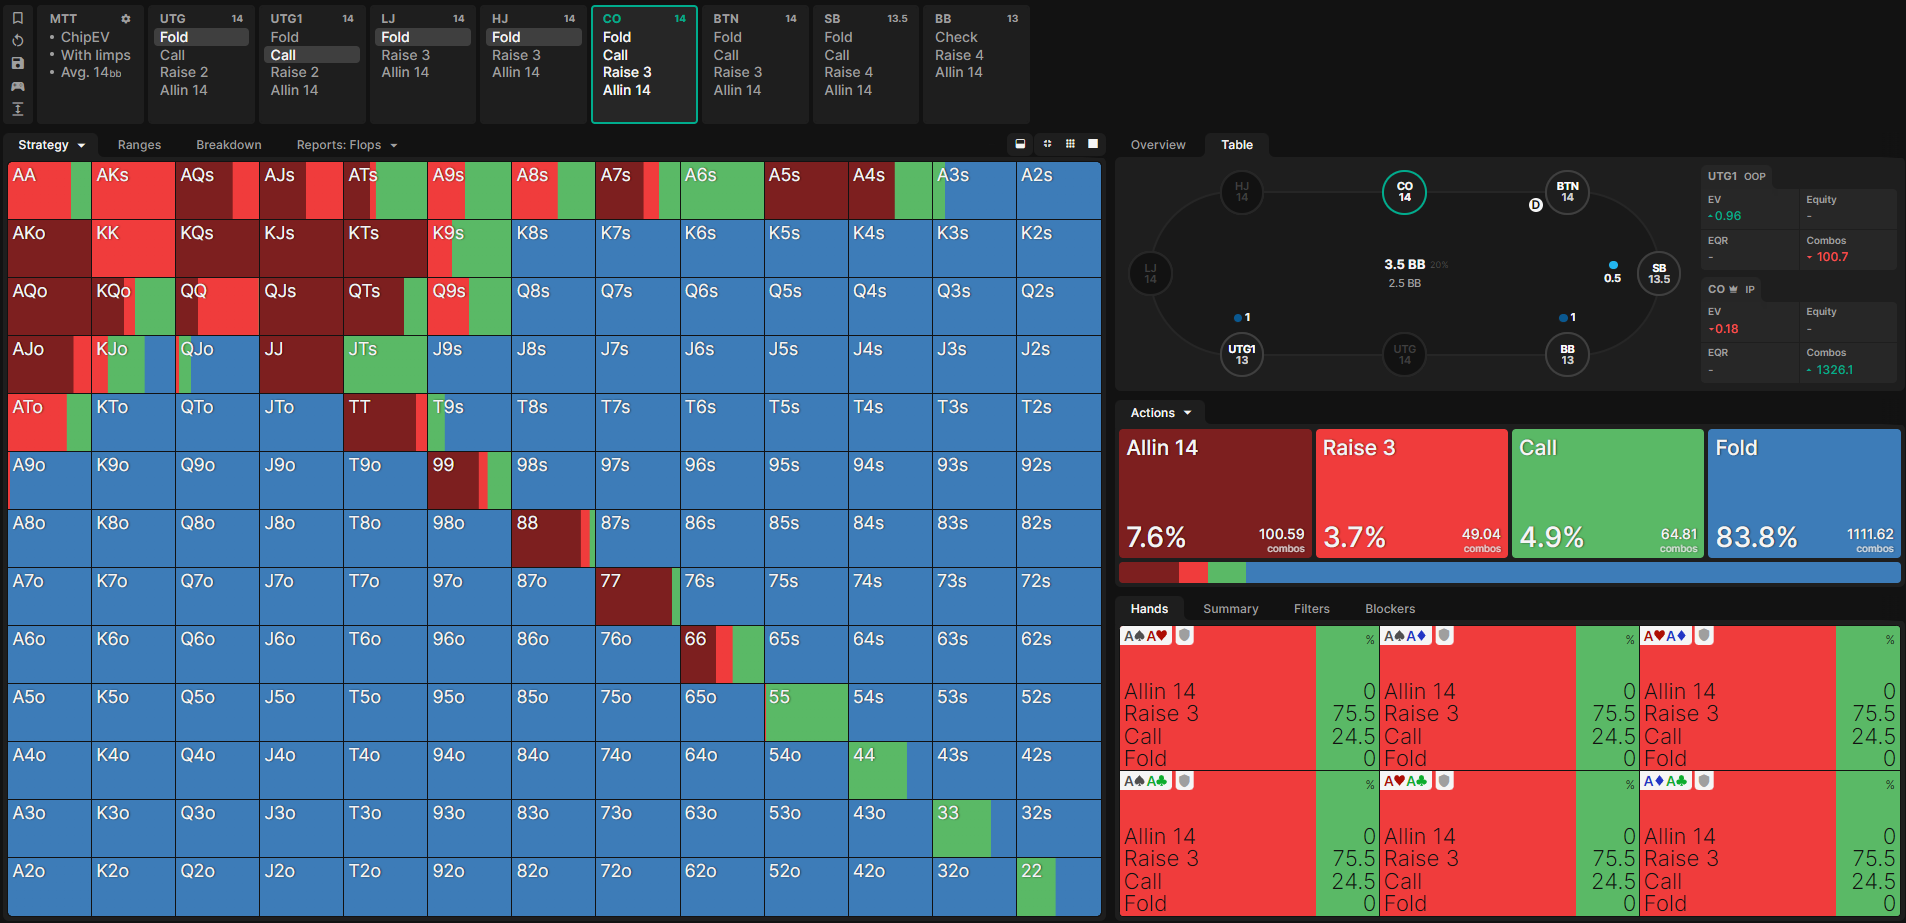 MTT
• ChipEV
• With limps
• Avg. 14bb
UTG 14
Fold
Call
Raise 2
Allin 14
UTG1 14
Fold
Call
Raise 2
Allin 14
LJ 14
Fold
Raise 3
Allin 14
HJ 14
Fold
Raise 3
Allin 14
CO 14
Fold
Call
Raise 3
Allin 14
BTN 14
Fold
Call
Raise 3
Allin 14
SB 13.5
Fold
Call
Raise 4
Allin 14
BB 13
Check
Raise 4
Allin 14
Strategy Ranges Breakdown Reports: Flops
AA AKs AQs AJs ATs A9s A8s A7s A6s A5s A4s A3s A2s
AKo KK KQs KJs KTs K9s K8s K7s K6s K5s K4s K3s K2s
AQo KQo QQ QJs QTs Q9s Q8s Q7s Q6s Q5s Q4s Q3s Q2s
AJo KJo QJo JJ JTs J9s J8s J7s J6s J5s J4s J3s J2s
ATo KTo QTo JTo TT T9s T8s T7s T6s T5s T4s T3s T2s
A9o K9o Q9o J9o T9o 99 98s 97s 96s 95s 94s 93s 92s
A8o K8o Q8o J8o T8o 98o 88 87s 86s 85s 84s 83s 82s
A7o K7o Q7o J7o T7o 97o 87o 77 76s 75s 74s 73s 72s
A6o K6o Q6o J6o T6o 96o 86o 76o 66 65s 64s 63s 62s
A5o K5o Q5o J5o T5o 95o 85o 75o 65o 55 54s 53s 52s
A4o K4o Q4o J4o T4o 94o 84o 74o 64o 54o 44 43s 42s
A3o K3o Q3o J3o T3o 93o 83o 73o 63o 53o 43o 33 32s
A2o K2o Q2o J2o T2o 92o 82o 72o 62o 52o 42o 32o 22
Overview Table
HJ
14
CO
14
BTN
14
D
LJ
14
3.5 BB 20%
2.5 BB
0.5
SB
13.5
1
1
UTG1
13
UTG
14
BB
13
UTG1 OOP
EV Equity
0.96 -
EQR Combos
- 100.7
CO IP
EV Equity
-0.18 -
EQR Combos
- 1326.1
Actions
Allin 14
7.6% 100.59
combos
Raise 3
3.7% 49.04
combos
Call
4.9% 64.81
combos
Fold
83.8% 1111.62
combos
Hands Summary Filters Blockers
A♠A♥ %
Allin 14 0
Raise 3 75.5
Call 24.5
Fold 0
A♠A♦ %
Allin 14 0
Raise 3 75.5
Call 24.5
Fold 0
A♥A♦ %
Allin 14 0
Raise 3 75.5
Call 24.5
Fold 0
A♠A♣ %
Allin 14 0
Raise 3 75.5
Call 24.5
Fold 0
A♥A♣ %
Allin 14 0
Raise 3 75.5
Call 24.5
Fold 0
A♦A♣ %
Allin 14 0
Raise 3 75.5
Call 24.5
Fold 0